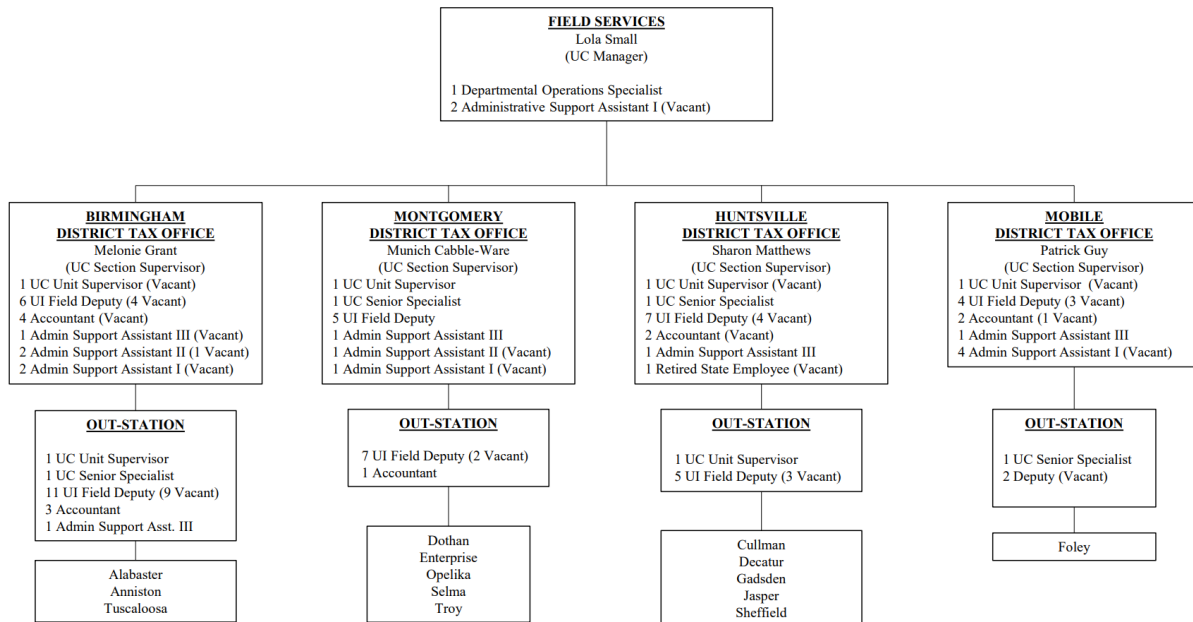 FIELD SERVICES
Lola Small
(UC Manager)
1 Departmental Operations Specialist
2 Administrative Support Assistant I (Vacant)
BIRMINGHAM
DISTRICT TAX OFFICE
Melonie Grant
(UC Section Supervisor)
1 UC Unit Supervisor (Vacant)
6 UI Field Deputy (4 Vacant)
4 Accountant (Vacant)
1 Admin Support Assistant III (Vacant)
2 Admin Support Assistant II (1 Vacant)
2 Admin Support Assistant I (Vacant)
OUT-STATION
1 UC Unit Supervisor
1 UC Senior Specialist
11 UI Field Deputy (9 Vacant)
3 Accountant
1 Admin Support Asst. III
Alabaster
Anniston
Tuscaloosa
MONTGOMERY
DISTRICT TAX OFFICE
Munich Cabble-Ware
(UC Section Supervisor)
1 UC Unit Supervisor
1 UC Senior Specialist
5 UI Field Deputy
1 Admin Support Assistant III
1 Admin Support Assistant II (Vacant)
1 Admin Support Assistant I (Vacant)
OUT-STATION
7 UI Field Deputy (2 Vacant)
1 Accountant
Dothan
Enterprise
Opelika
Selma
Troy
HUNTSVILLE
DISTRICT TAX OFFICE
Sharon Matthews
(UC Section Supervisor)
1 UC Unit Supervisor (Vacant)
1 UC Senior Specialist
7 UI Field Deputy (4 Vacant)
2 Accountant (Vacant)
1 Admin Support Assistant III
1 Retired State Employee (Vacant)
OUT-STATION
1 UC Unit Supervisor
5 UI Field Deputy (3 Vacant)
Cullman
Decatur
Gadsden
Jasper
Sheffield
MOBILE
DISTRICT TAX OFFICE
Patrick Guy
(UC Section Supervisor)
1 UC Unit Supervisor (Vacant)
4 UI Field Deputy (3 Vacant)
2 Accountant (1 Vacant)
1 Admin Support Assistant III
4 Admin Support Assistant I (Vacant)
OUT-STATION
1 UC Senior Specialist
2 Deputy (Vacant)
Foley